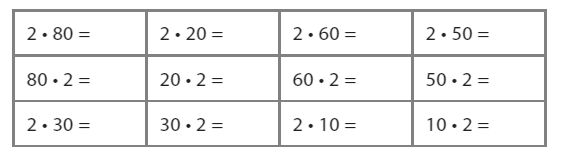 2 • 80 = 2 • 20 = 2 • 60 = 2 • 50 =
80 • 2 = 20 • 2 = 60 • 2 = 50 • 2 =
2 • 30 = 30 • 2 = 2 • 10 = 10 • 2 =